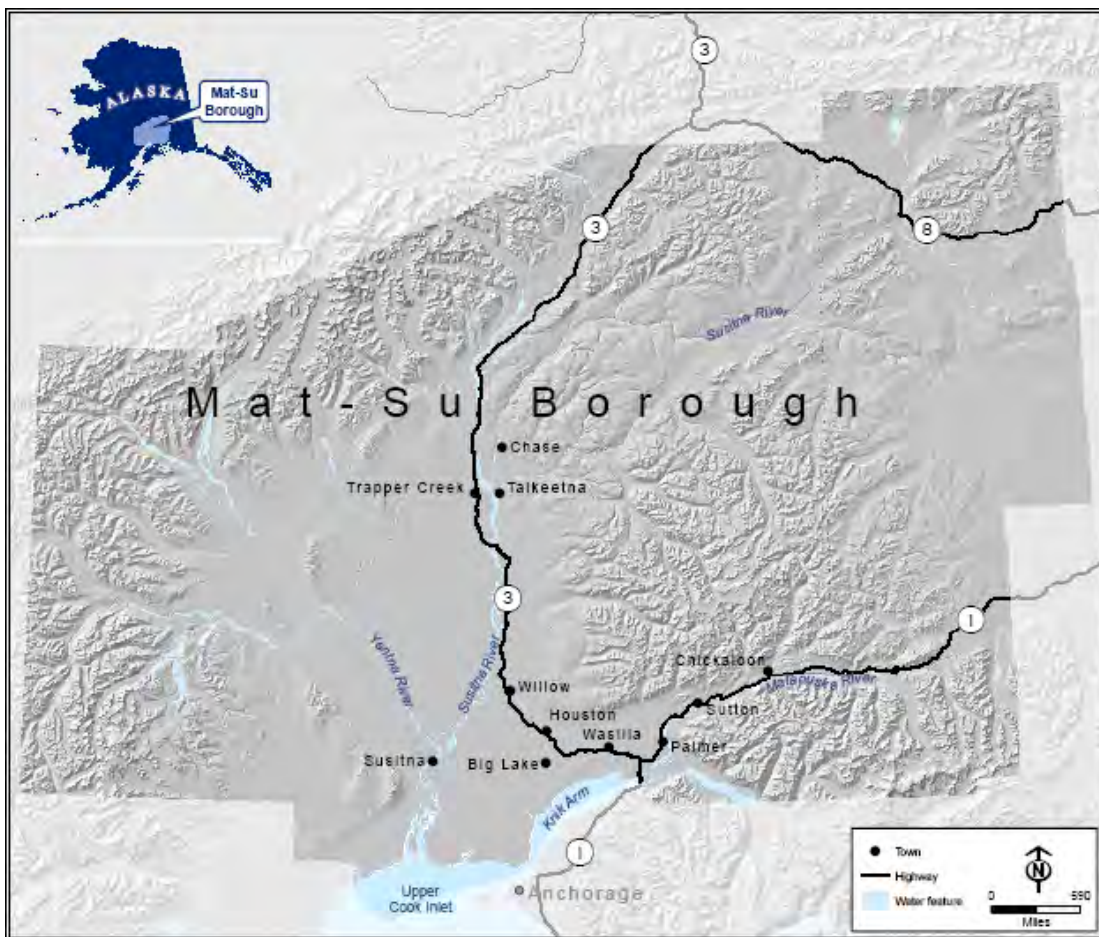 ALASKA
Mat-Su
Borough
3
3
8
Susitna River
Mat-Su Borough
Chase
Trapper Creek
Talkeetna
3
1
Yentna River
Susitna River
Chickaloon
Matanuska River
Willow
Sutton
Houston
Wasilla
Palmer
Susitna
Big Lake
Knik Arm
1
Anchorage
Upper
Cook Inlet
Town
Highway
Water feature
N
0 590
Miles